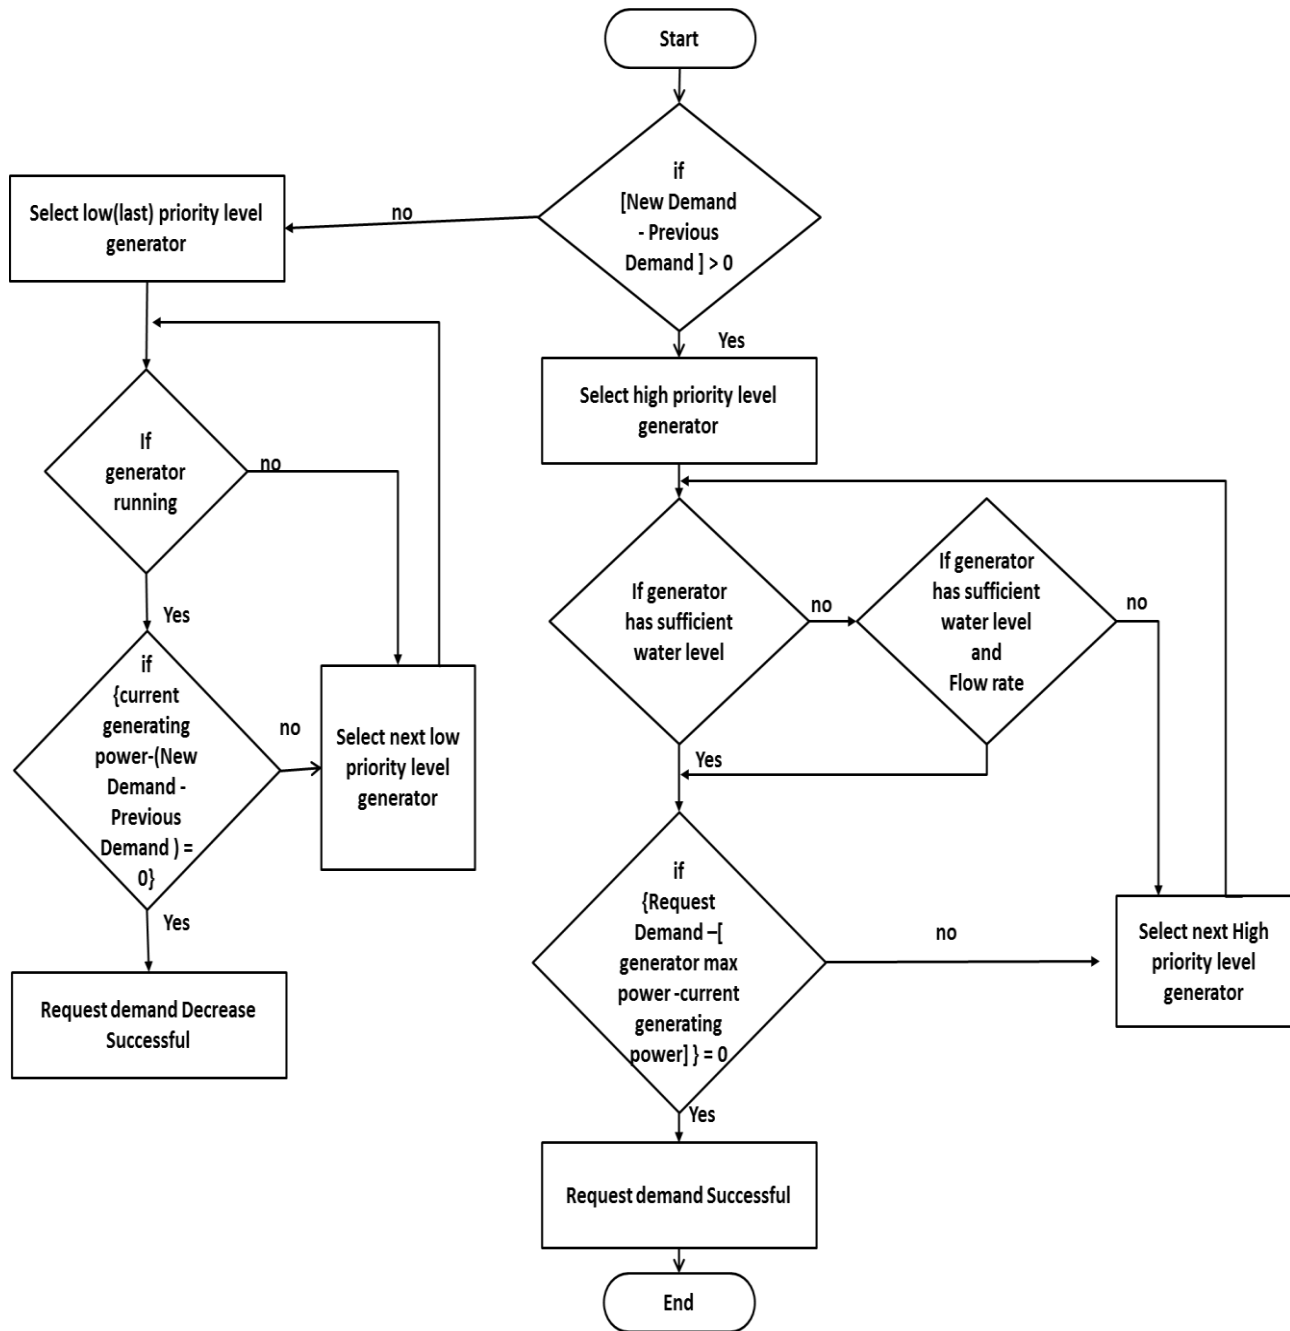 Start
if
[New Demand
- Previous
Demand ] > 0
no
Select low(last) priority level
generator
Yes
Select high priority level
generator
If
generator
running
no
Yes
If generator
has sufficient
water level
no
If generator
has sufficient
water level
and
Flow rate
no
Yes
if
{current
generating
power-(New
Demand -
Previous
Demand ) =
0}
no
Select next low
priority level
generator
Yes
Request demand Decrease
Successful
if
{Request
Demand –[
generator max
power -current
generating
power] } = 0
no
Select next High
priority level
generator
Yes
Request demand Successful
End